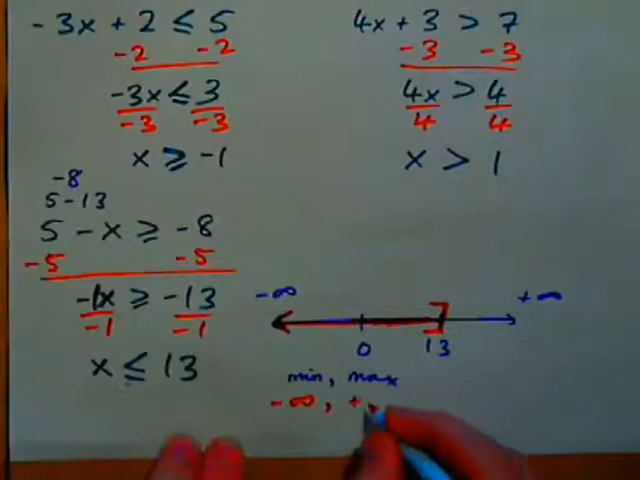 -3x + 2 ≤ 5
-2 -2
-3x ≤ 3
-3 -3
x ≥ -1
4x + 3 > 7
-3 -3
4x > 4
4 4
x > 1
-8
5-13
5 - x ≥ -8
-5 -5
-1x ≥ -13
-1 -1
x ≤ 13
-∞ +∞
0 13
min, max
-∞, +